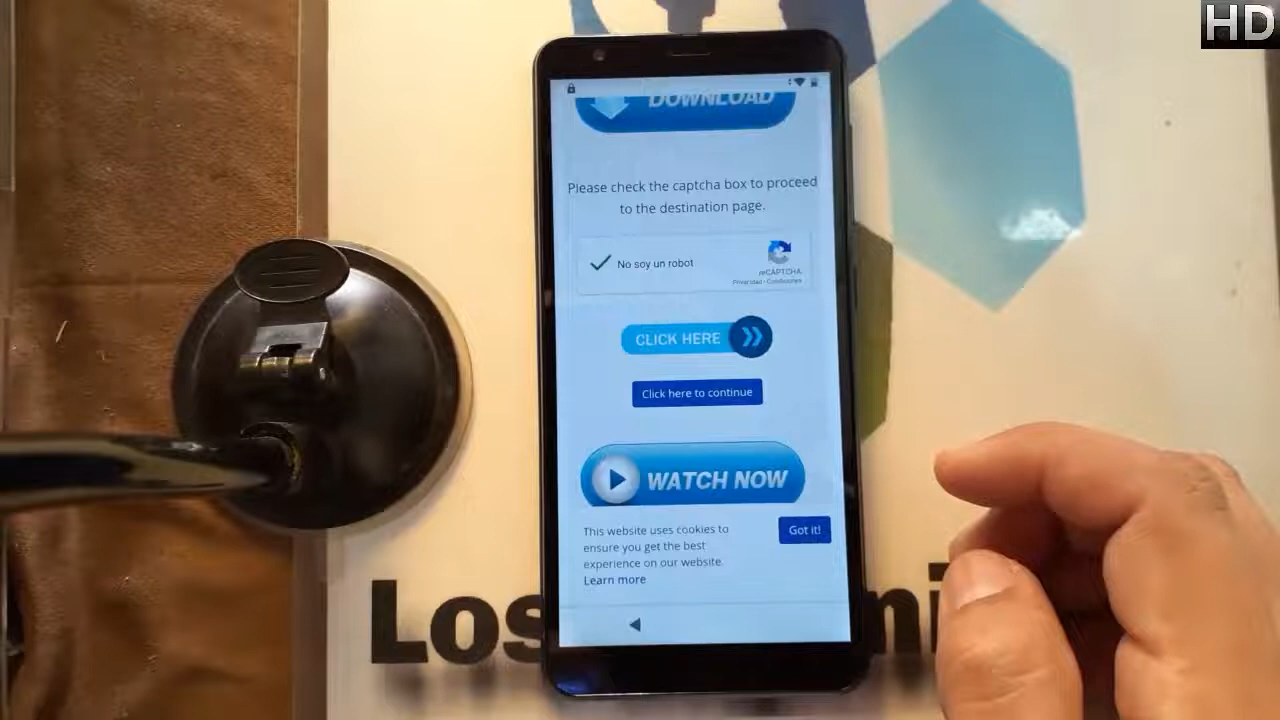 HD
DOWNLOAD
Please check the captcha box to proceed
to the destination page.
No soy un robot
reCAPTCHA
Privacidad - Condiciones
CLICK HERE
Click here to continue
WATCH NOW
This website uses cookies to
ensure you get the best
experience on our website.
Learn more
Got it!
Los